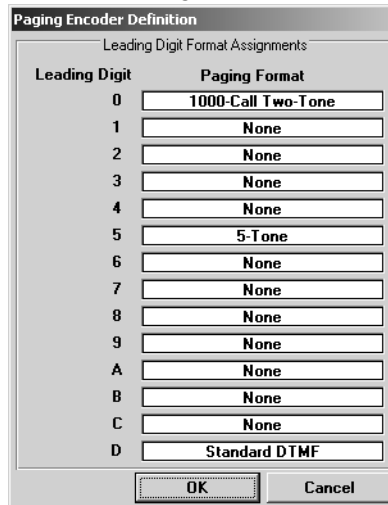 Paging Encoder Definition
Leading Digit Format Assignments
Leading Digit Paging Format
0 1000-Call Two-Tone
1 None
2 None
3 None
4 None
5 5-Tone
6 None
7 None
8 None
9 None
A None
B None
C None
D Standard DTMF
OK Cancel